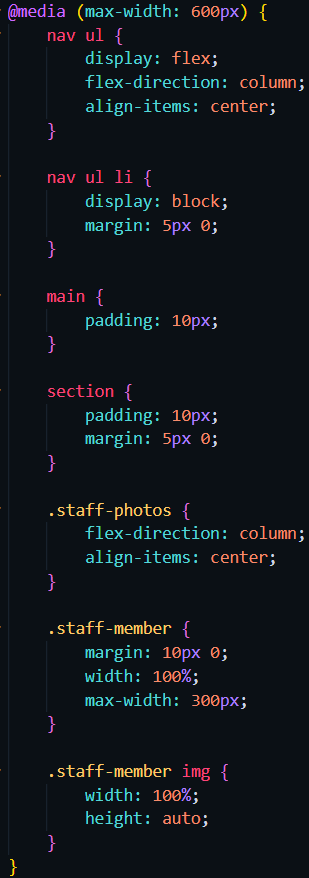 @media (max-width: 600px) {
    nav ul {
        display: flex;
        flex-direction: column;
        align-items: center;
    }

    nav ul li {
        display: block;
        margin: 5px 0;
    }

    main {
        padding: 10px;
    }

    section {
        padding: 10px;
        margin: 5px 0;
    }

    .staff-photos {
        flex-direction: column;
        align-items: center;
    }

    .staff-member {
        margin: 10px 0;
        width: 100%;
        max-width: 300px;
    }

    .staff-member img {
        width: 100%;
        height: auto;
    }
}